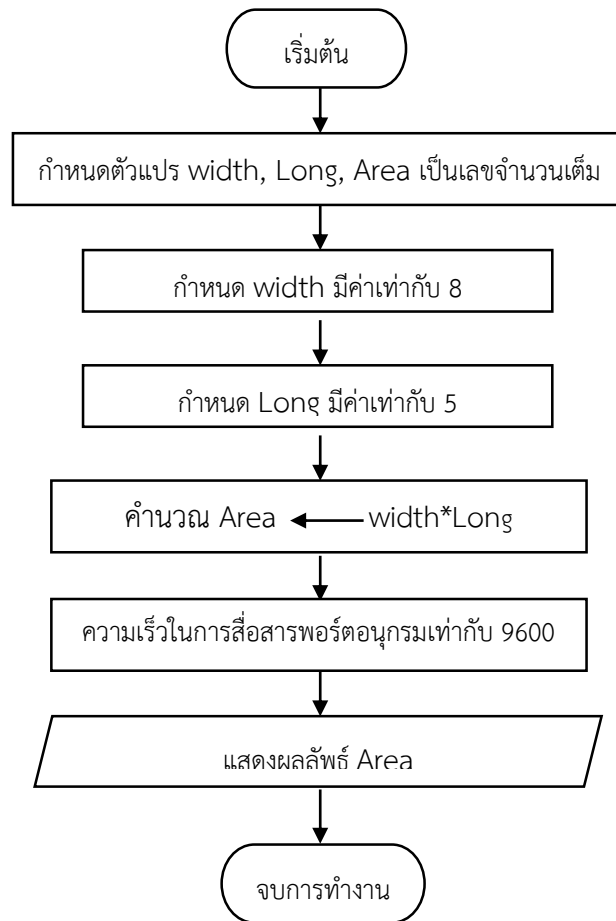 เริ่มต้น
กำหนดตัวแปร width, Long, Area เป็นเลขจำนวนเต็ม
กำหนด width มีค่าเท่ากับ 8
กำหนด Long มีค่าเท่ากับ 5
คำนวณ Area ⟵ width*Long
ความเร็วในการสื่อสารพอร์ตอนุกรมเท่ากับ 9600
แสดงผลลัพธ์ Area
จบการทำงาน